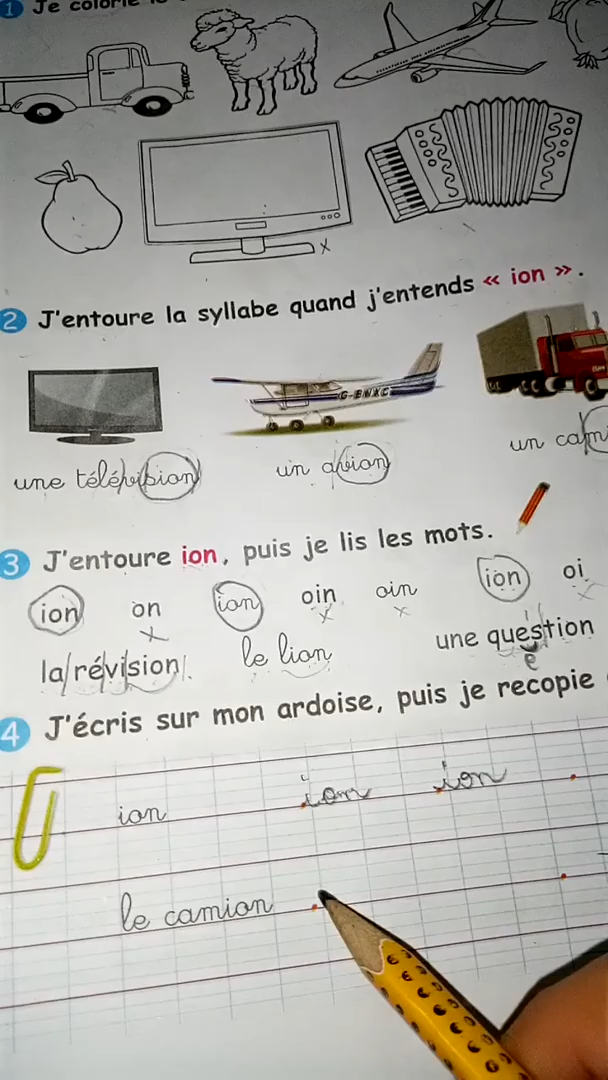 1 Je colorie
2 J'entoure la syllabe quand j'entends « ion ».
G-BNKC
une télévision un avion un cam
3 J'entoure ion, puis je lis les mots.
ion on ion oin oin ion oi
la révision le lion une question
e
4 J'écris sur mon ardoise, puis je recopie
ion ion ion
le camion